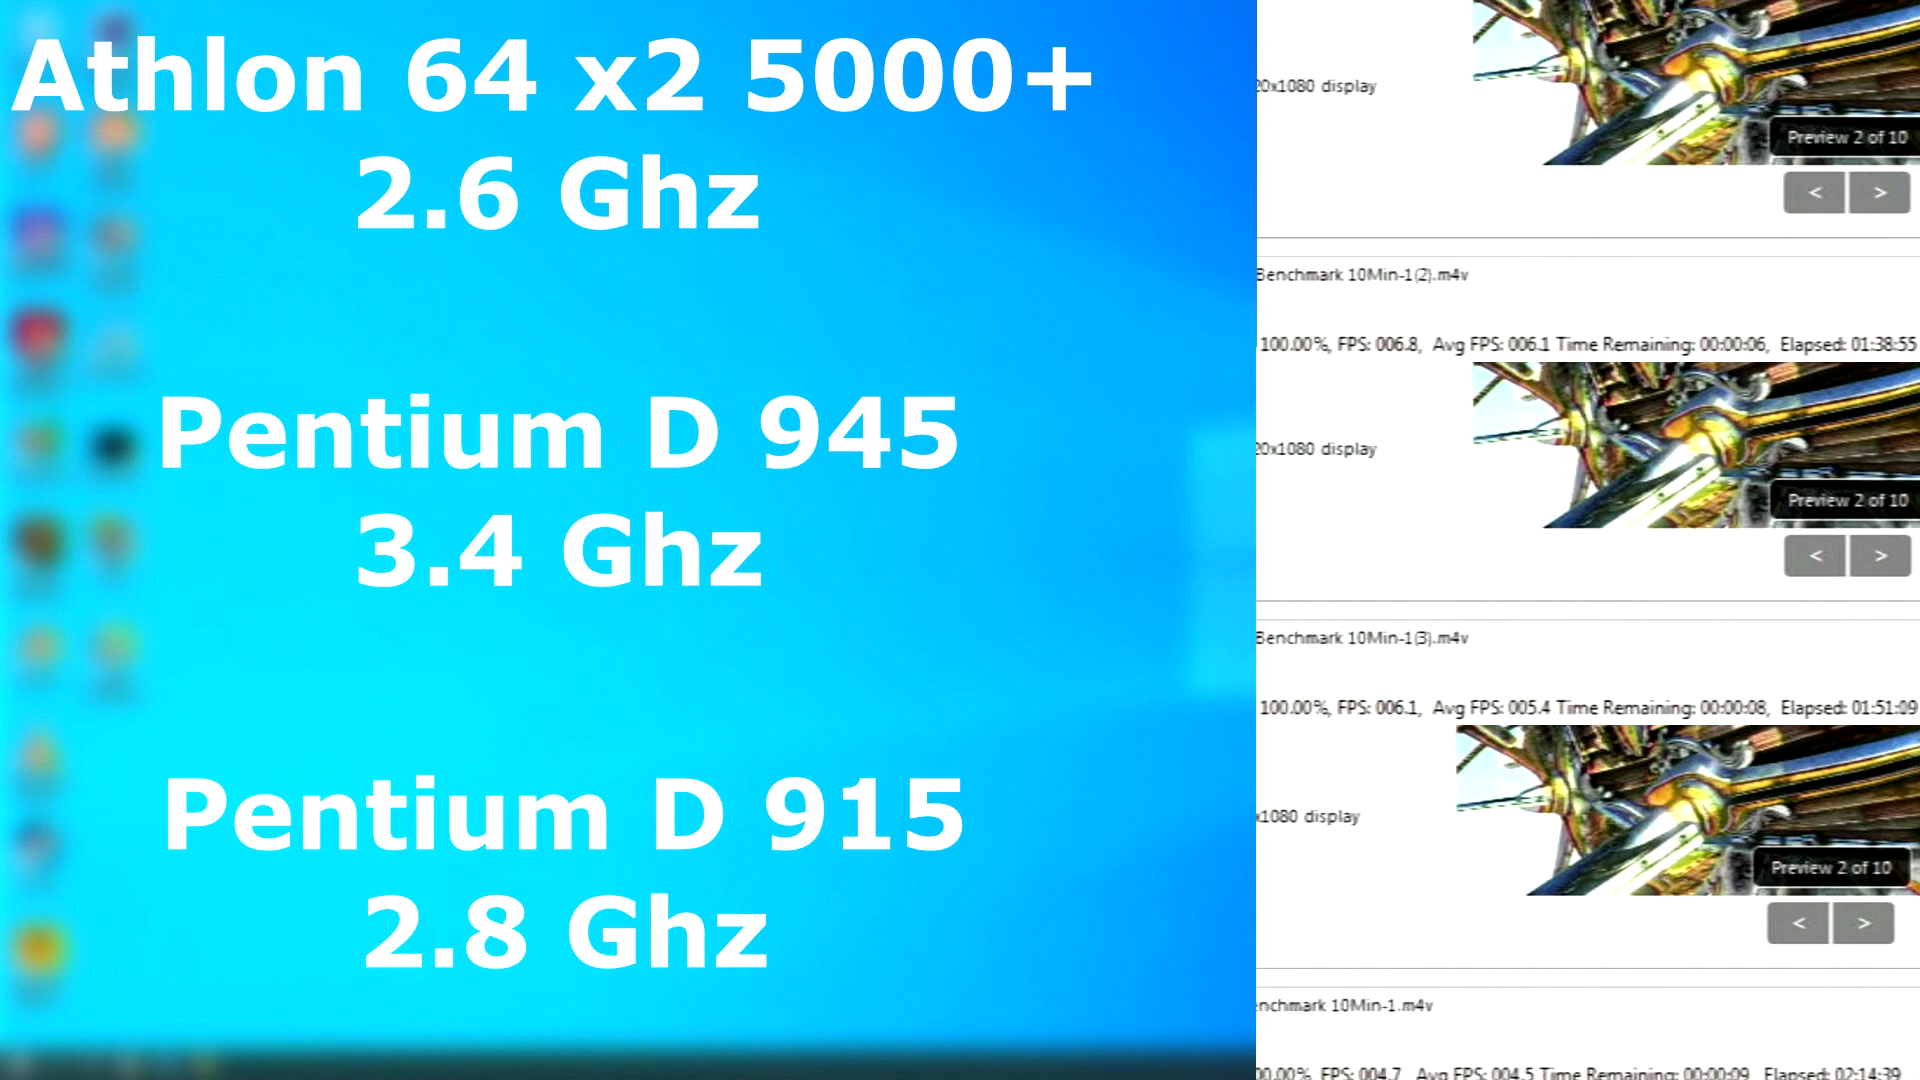 Athlon 64 x2 5000+
2.6 Ghz
Pentium D 945
3.4 Ghz
Pentium D 915
2.8 Ghz
20x1080 display
Preview 2 of 10
< >
Benchmark 10Min-1(2).m4v
100.00%, FPS: 006.8, Avg FPS: 006.1 Time Remaining: 00:00:06, Elapsed: 01:38:55
20x1080 display
Preview 2 of 10
< >
Benchmark 10Min-1(3).m4v
100.00%, FPS: 006.1, Avg FPS: 005.4 Time Remaining: 00:00:08, Elapsed: 01:51:09
x1080 display
Preview 2 of 10
< >
enchmark 10Min-1.m4v
00.00%, FPS: 004.7, Avg FPS: 004.5 Time Remaining: 00:00:09, Elapsed: 02:14:39